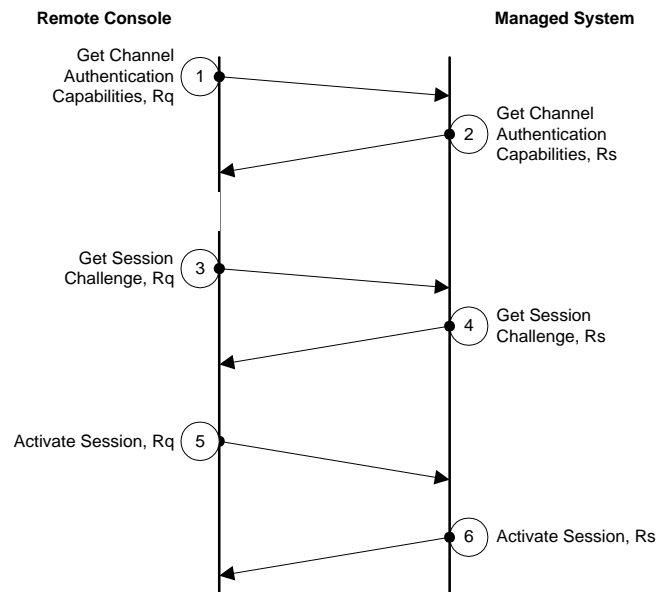 Remote Console
Managed System
Get Channel
Authentication
Capabilities, Rq
1
2
Get Channel
Authentication
Capabilities, Rs
Get Session
Challenge, Rq
3
4
Get Session
Challenge, Rs
Activate Session, Rq
5
6
Activate Session, Rs